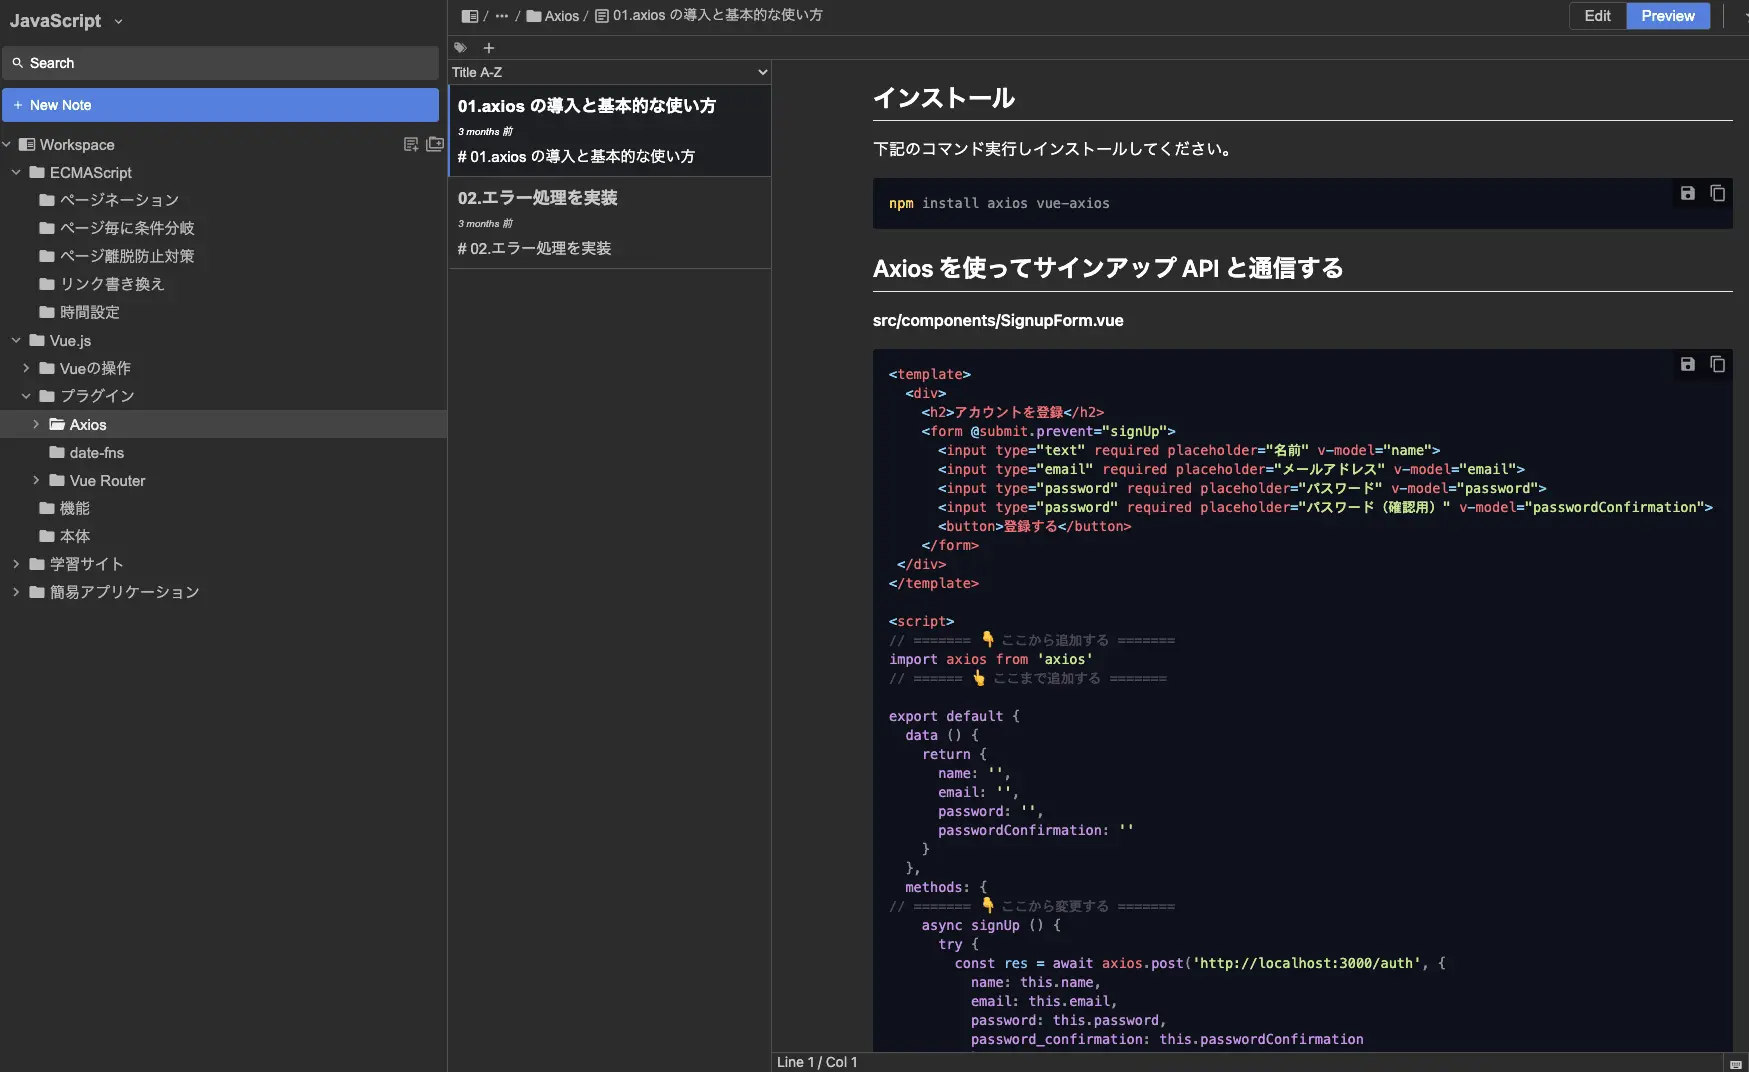 JavaScript
Search
+ New Note
Workspace
ECMAScript
ページネーション
ページ毎に条件分岐
ページ離脱防止対策
リンク書き換え
時間設定
Vue.js
Vueの操作
プラグイン
Axios
date-fns
Vue Router
機能
本体
学習サイト
簡易アプリケーション
/ ... / Axios / 01.axios の導入と基本的な使い方
Edit
Preview
+
Title A-Z
01.axios の導入と基本的な使い方
3 months 前
# 01.axios の導入と基本的な使い方
02.エラー処理を実装
3 months 前
# 02.エラー処理を実装
インストール
下記のコマンド実行しインストールしてください。
npm install axios vue-axios
Axios を使ってサインアップ API と通信する
src/components/SignupForm.vue
<template>
  <div>
    <h2>アカウントを登録</h2>
    <form @submit.prevent="signUp">
      <input type="text" required placeholder="名前" v-model="name">
      <input type="email" required placeholder="メールアドレス" v-model="email">
      <input type="password" required placeholder="パスワード" v-model="password">
      <input type="password" required placeholder="パスワード（確認用）" v-model="passwordConfirmation">
      <button>登録する</button>
    </form>
 </div>
</template>
<script>
// ======= 👇 ここから追加する =======
import axios from 'axios'
// ====== 👆 ここまで追加する =======
export default {
  data () {
    return {
      name: '',
      email: '',
      password: '',
      passwordConfirmation: ''
    }
  },
  methods: {
// ======= 👇 ここから変更する =======
    async signUp () {
      try {
        const res = await axios.post('http://localhost:3000/auth', {
          name: this.name,
          email: this.email,
          password: this.password,
          password_confirmation: this.passwordConfirmation
Line 1 / Col 1